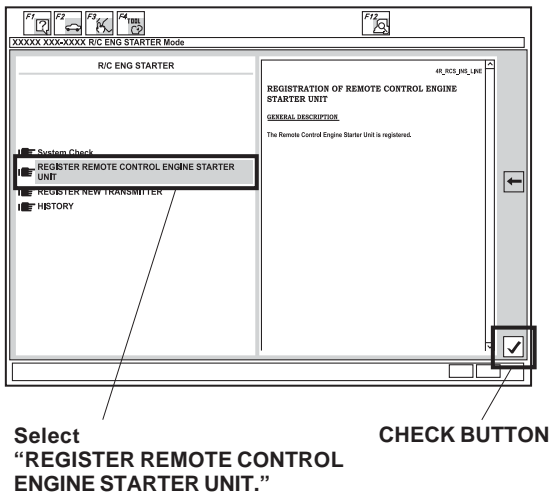 F1 F2 F3 F4 TOOL F12
XXXXX XXX-XXXX R/C ENG STARTER Mode
R/C ENG STARTER
System Check
REGISTER REMOTE CONTROL ENGINE STARTER
UNIT
REGISTER NEW TRANSMITTER
HISTORY
4R_RCS_INS_LINE
REGISTRATION OF REMOTE CONTROL ENGINE
STARTER UNIT
GENERAL DESCRIPTION
The Remote Control Engine Starter Unit is registered.
Select
“REGISTER REMOTE CONTROL
ENGINE STARTER UNIT.”
CHECK BUTTON